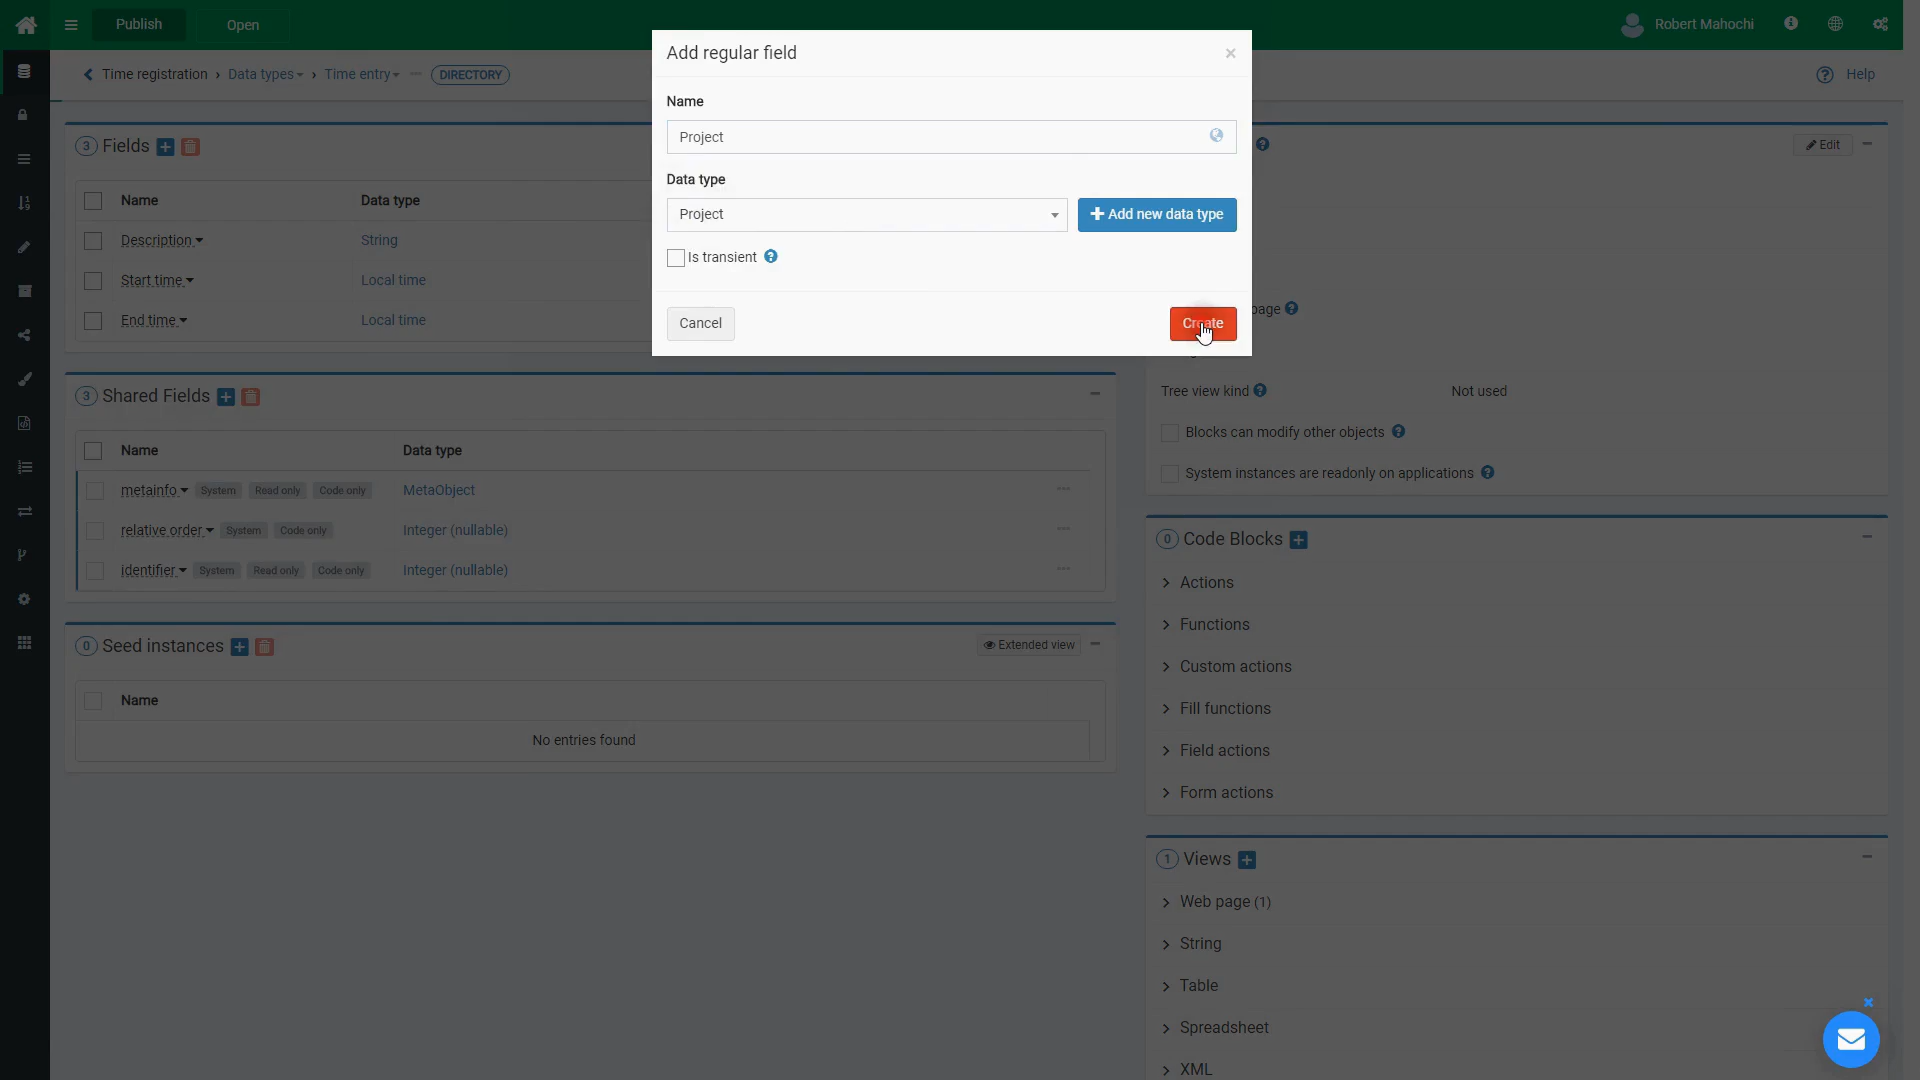 Publish
Open
Robert Mahochi
Time registration › Data types › Time entry
DIRECTORY
Help
Add regular field
×
Name
Project
Data type
Project
Add new data type
Is transient
Cancel
Create
3 Fields
Name Data type
Description String
Start time Local time
End time Local time
Edit
page
Tree view kind Not used
Blocks can modify other objects
System instances are readonly on applications
3 Shared Fields
Name Data type
metainfo System Read only Code only MetaObject
relative order System Code only Integer (nullable)
identifier System Read only Code only Integer (nullable)
0 Seed instances
Extended view
Name
No entries found
0 Code Blocks
Actions
Functions
Custom actions
Fill functions
Field actions
Form actions
1 Views
Web page (1)
String
Table
Spreadsheet
XML